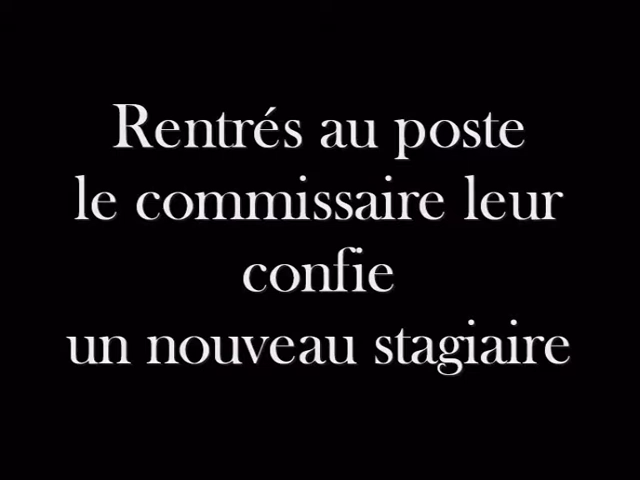 Rentrés au poste
le commissaire leur
confie
un nouveau stagiaire